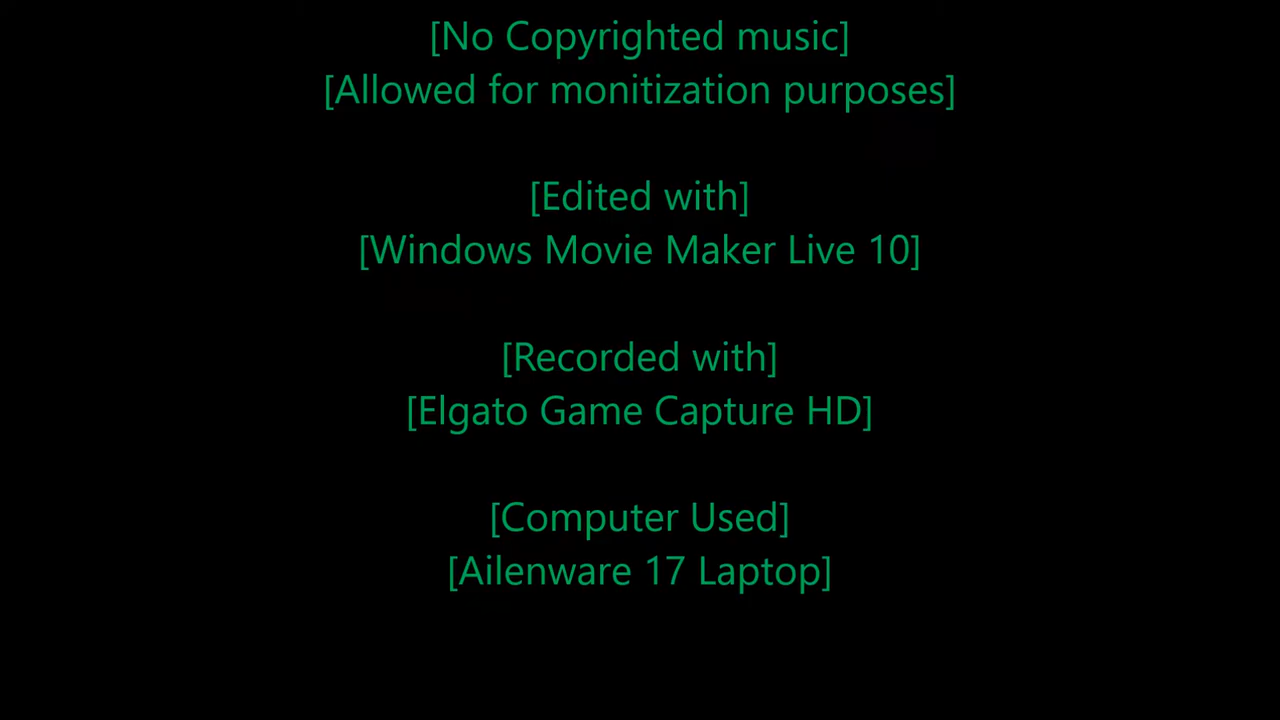 [No Copyrighted music]
[Allowed for monitization purposes]
[Edited with]
[Windows Movie Maker Live 10]
[Recorded with]
[Elgato Game Capture HD]
[Computer Used]
[Ailenware 17 Laptop]